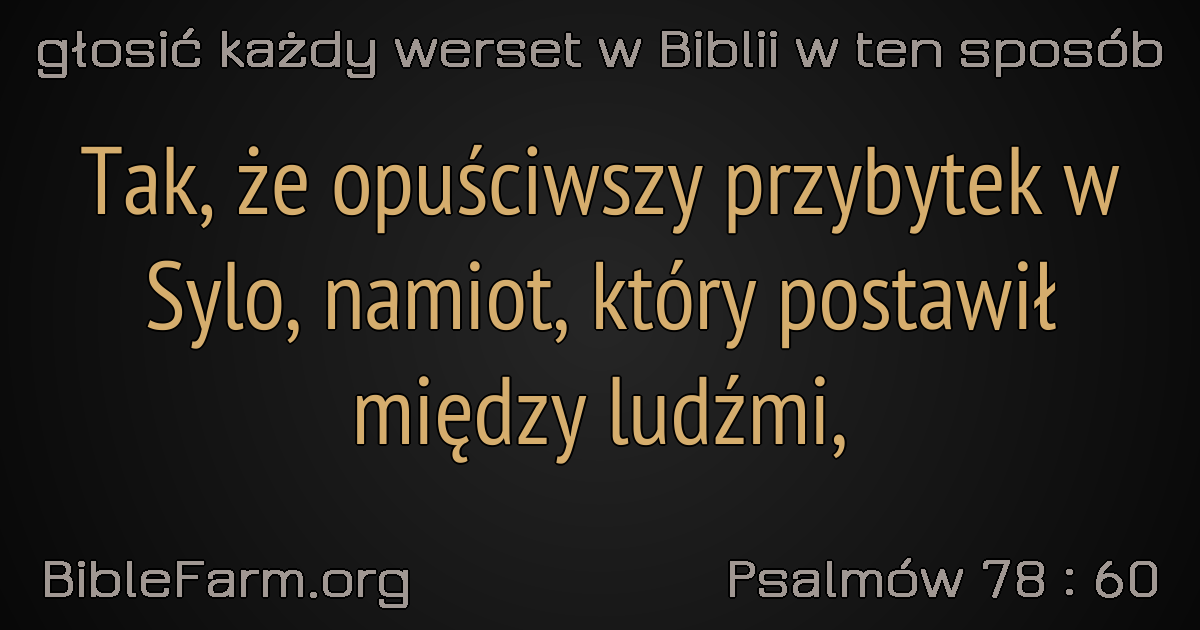 głosić każdy werset w Biblii w ten sposób
Tak, że opuściwszy przybytek w
Sylo, namiot, który postawił
między ludźmi,
BibleFarm.org
Psalmów 78 : 60